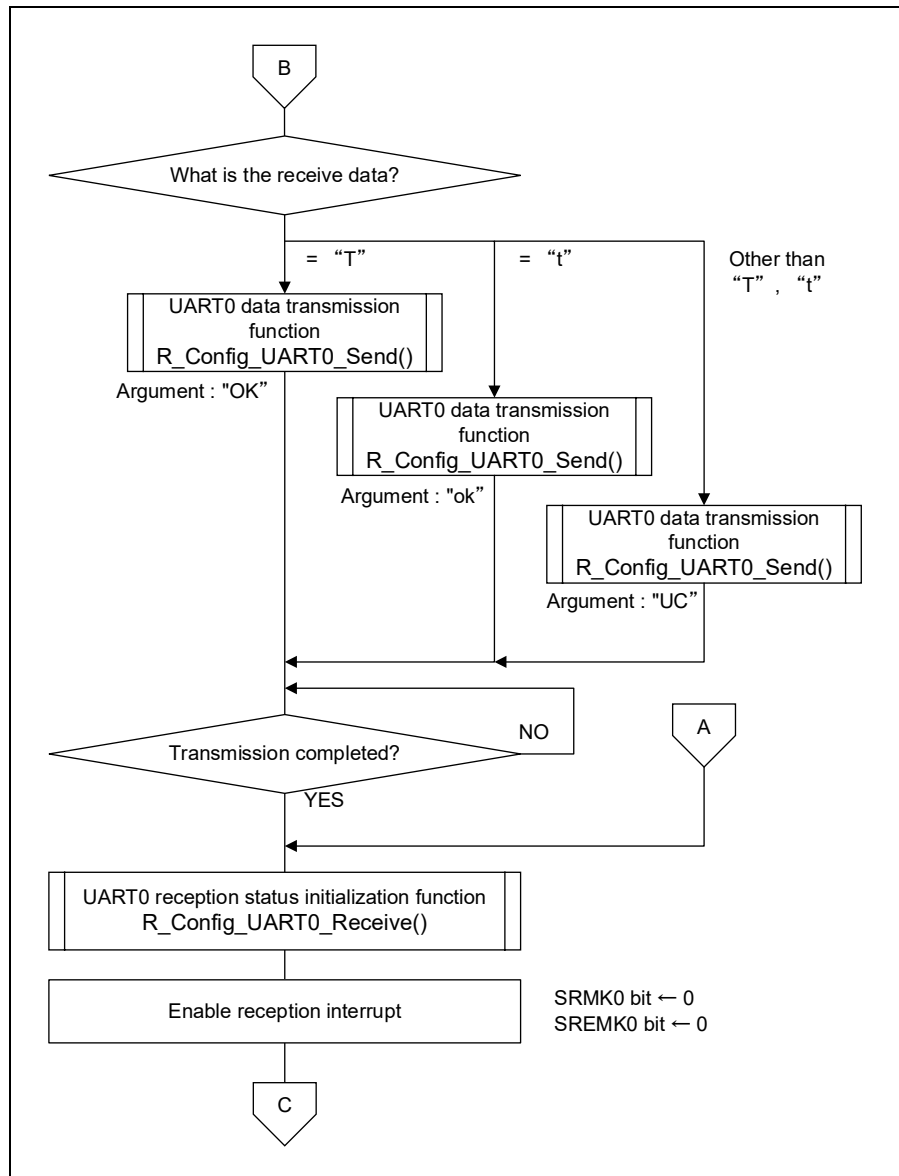 B
What is the receive data?
= “T”
= “t”
Other than
“T” , “t”
UART0 data transmission
function
R_Config_UART0_Send()
Argument : "OK”
UART0 data transmission
function
R_Config_UART0_Send()
Argument : "ok”
UART0 data transmission
function
R_Config_UART0_Send()
Argument : "UC”
A
NO
Transmission completed?
YES
UART0 reception status initialization function
R_Config_UART0_Receive()
Enable reception interrupt
SRMK0 bit ← 0
SREMK0 bit ← 0
C